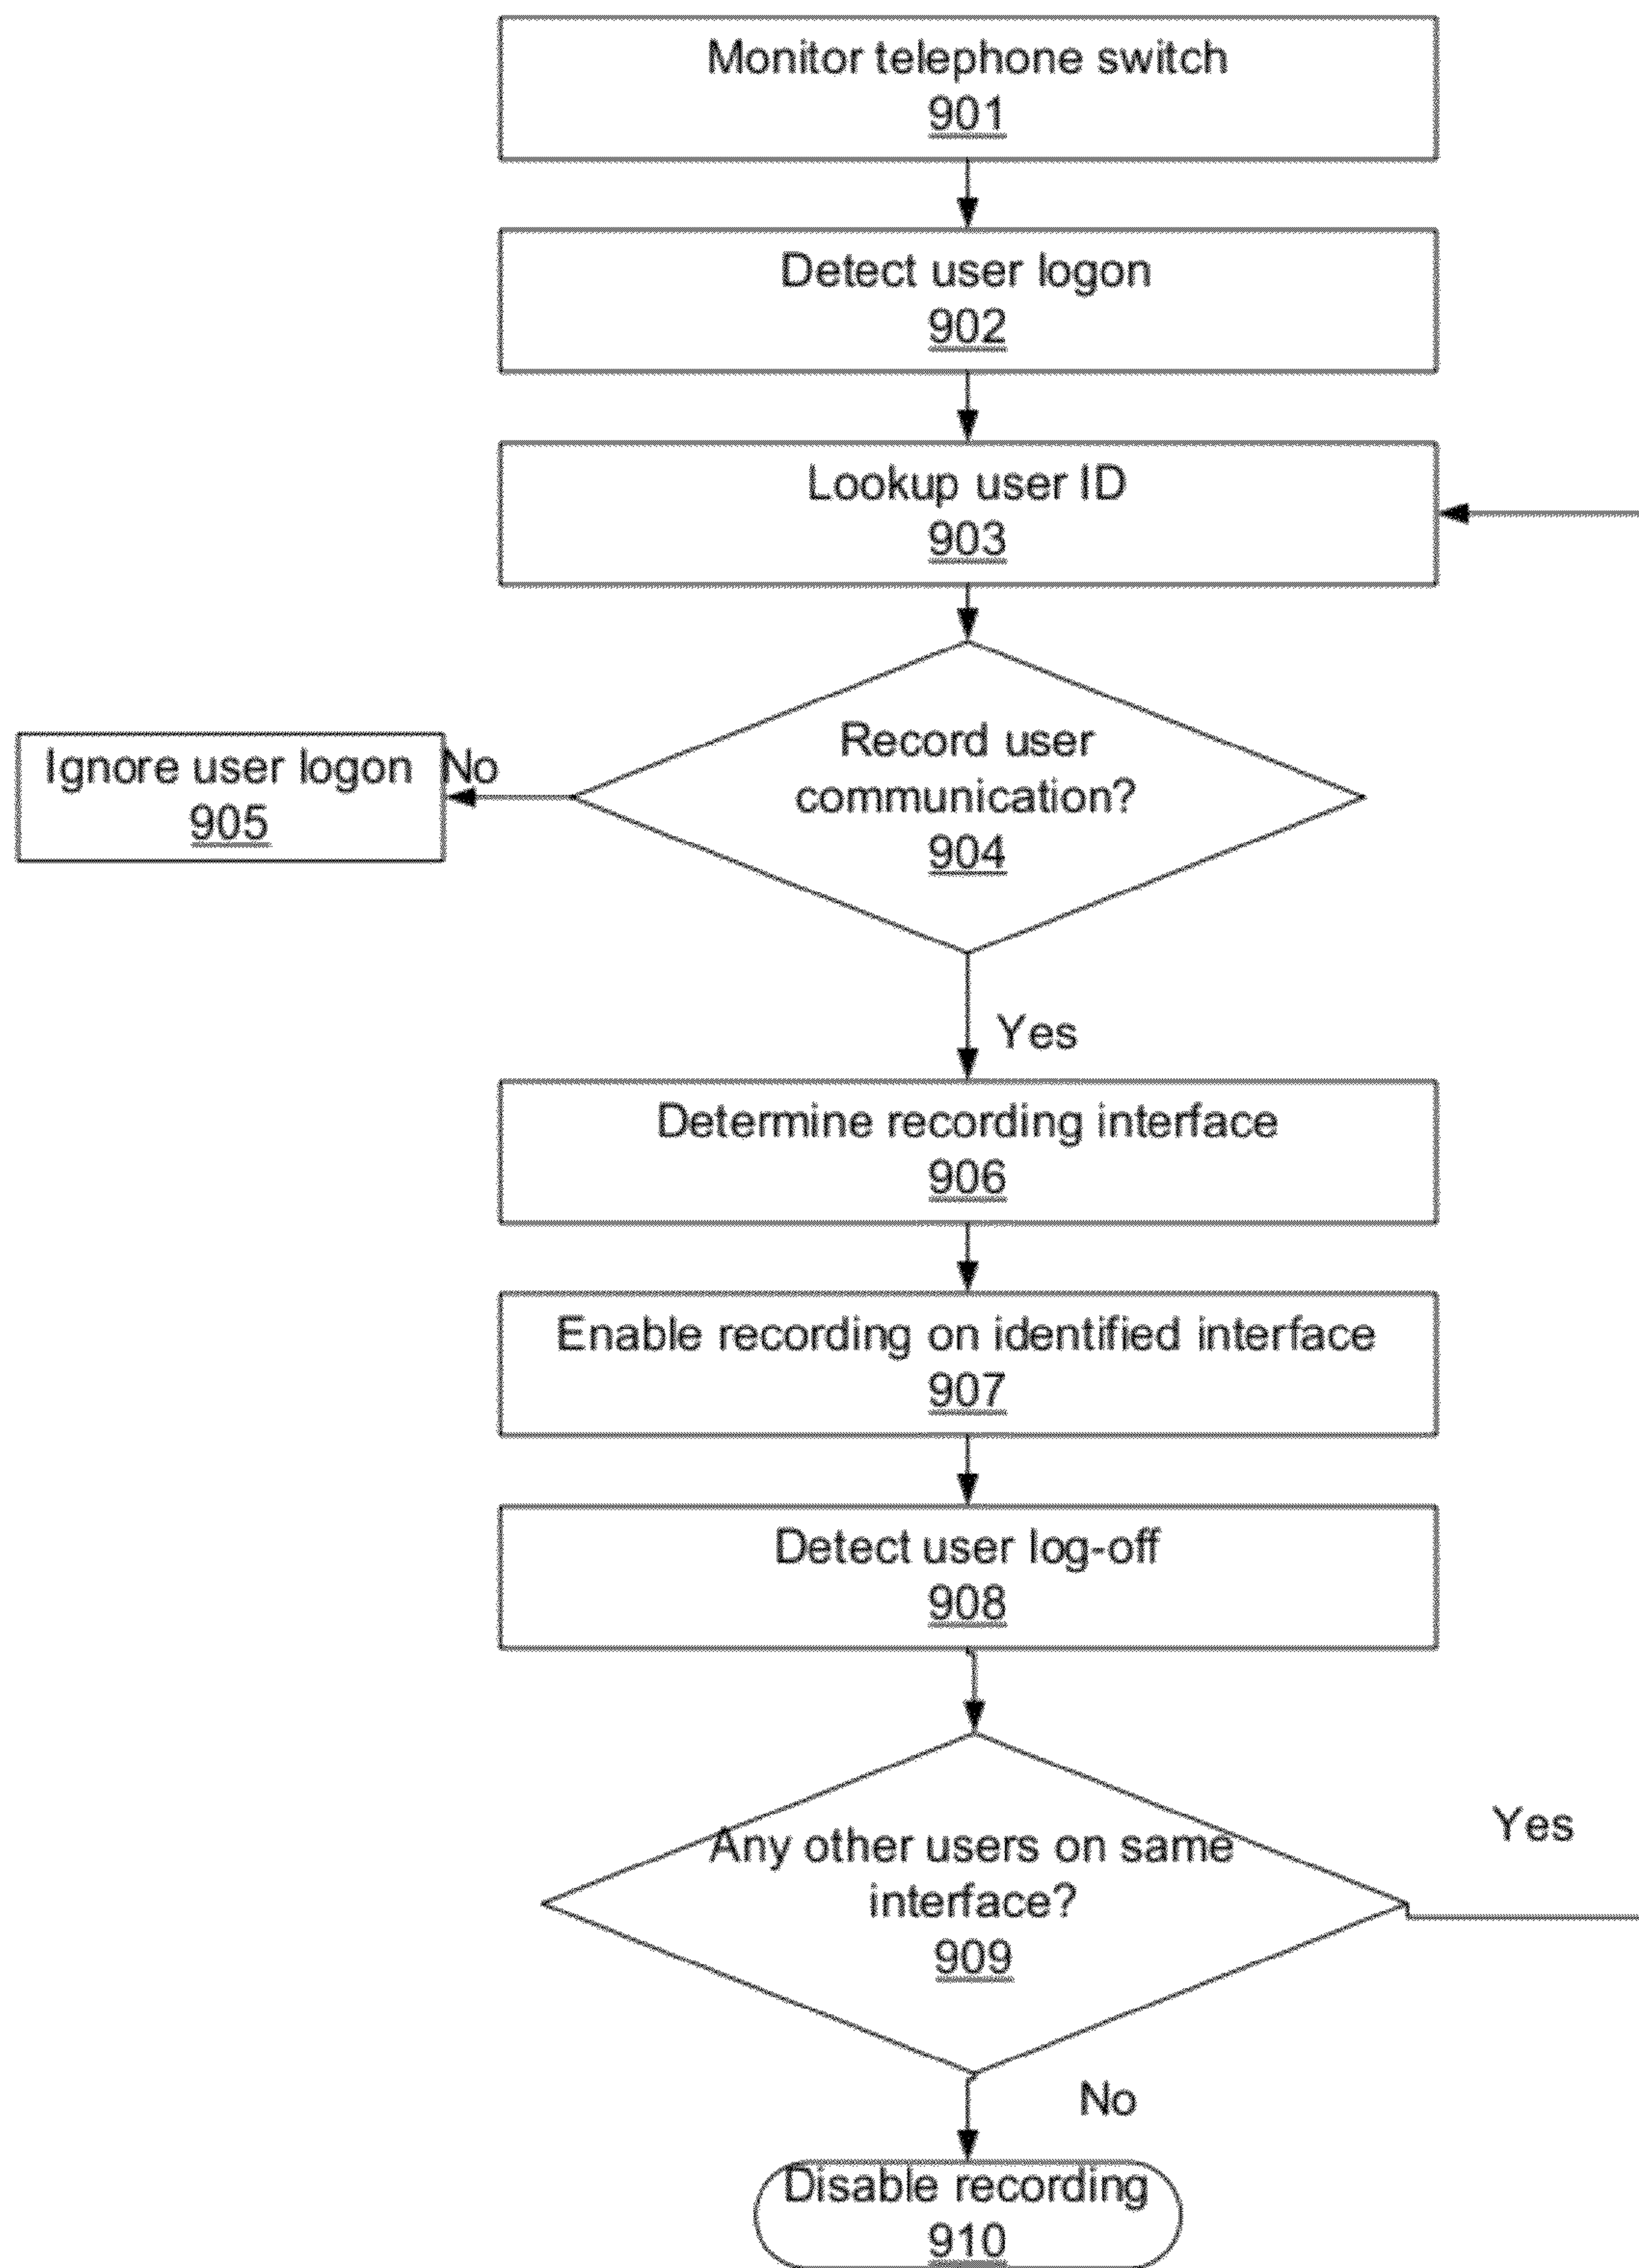 Monitor telephone switch
901
Detect user logon
902
Lookup user ID
903
Record user
communication?
904
No
Ignore user logon
905
Yes
Determine recording interface
906
Enable recording on identified interface
907
Detect user log-off
908
Any other users on same
interface?
909
Yes
No
Disable recording
910